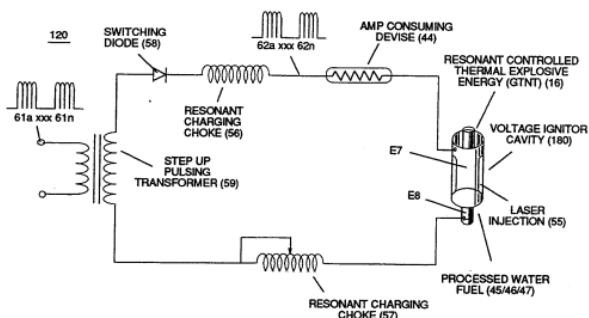 120
SWITCHING
DIODE (58)
62a xxx 62n
AMP CONSUMING
DEVISE (44)
RESONANT CONTROLLED
THERMAL EXPLOSIVE
ENERGY (GTNT) (16)
61a xxx 61n
RESONANT
CHARGING
CHOKE (56)
E7
VOLTAGE IGNITOR
CAVITY (180)
STEP UP
PULSING
TRANSFORMER (59)
E8
LASER
INJECTION (55)
PROCESSED WATER
FUEL (45/46/47)
RESONANT CHARGING
CHOKE (57)